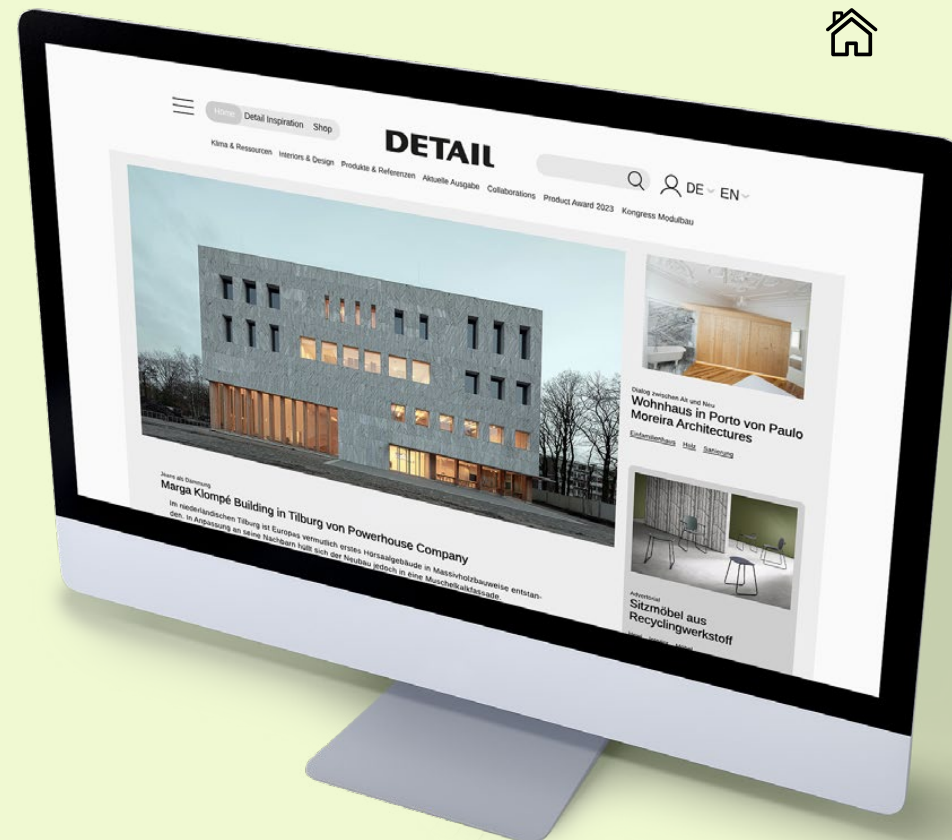 Home Detail Inspiration Shop
DETAIL
DE EN
Klima & Ressourcen Interiors & Design Produkte & Referenzen Aktuelle Ausgabe Collaborations Product Award 2023 Kongress Modulbau
Jeans als Dämmung
Marga Klompé Building in Tilburg von Powerhouse Company
Im niederländischen Tilburg ist Europas vermutlich erstes Hörsaalgebäude in Massivholzbauweise entstan-
den. In Anpassung an seine Nachbarn hüllt sich der Neubau jedoch in eine Muschelkalkfassade.
Dialog zwischen Alt und Neu
Wohnhaus in Porto von Paulo
Moreira Architectures
Einfamilienhaus Holz Sanierung
Advertorial
Sitzmöbel aus
Recyclingwerkstoff